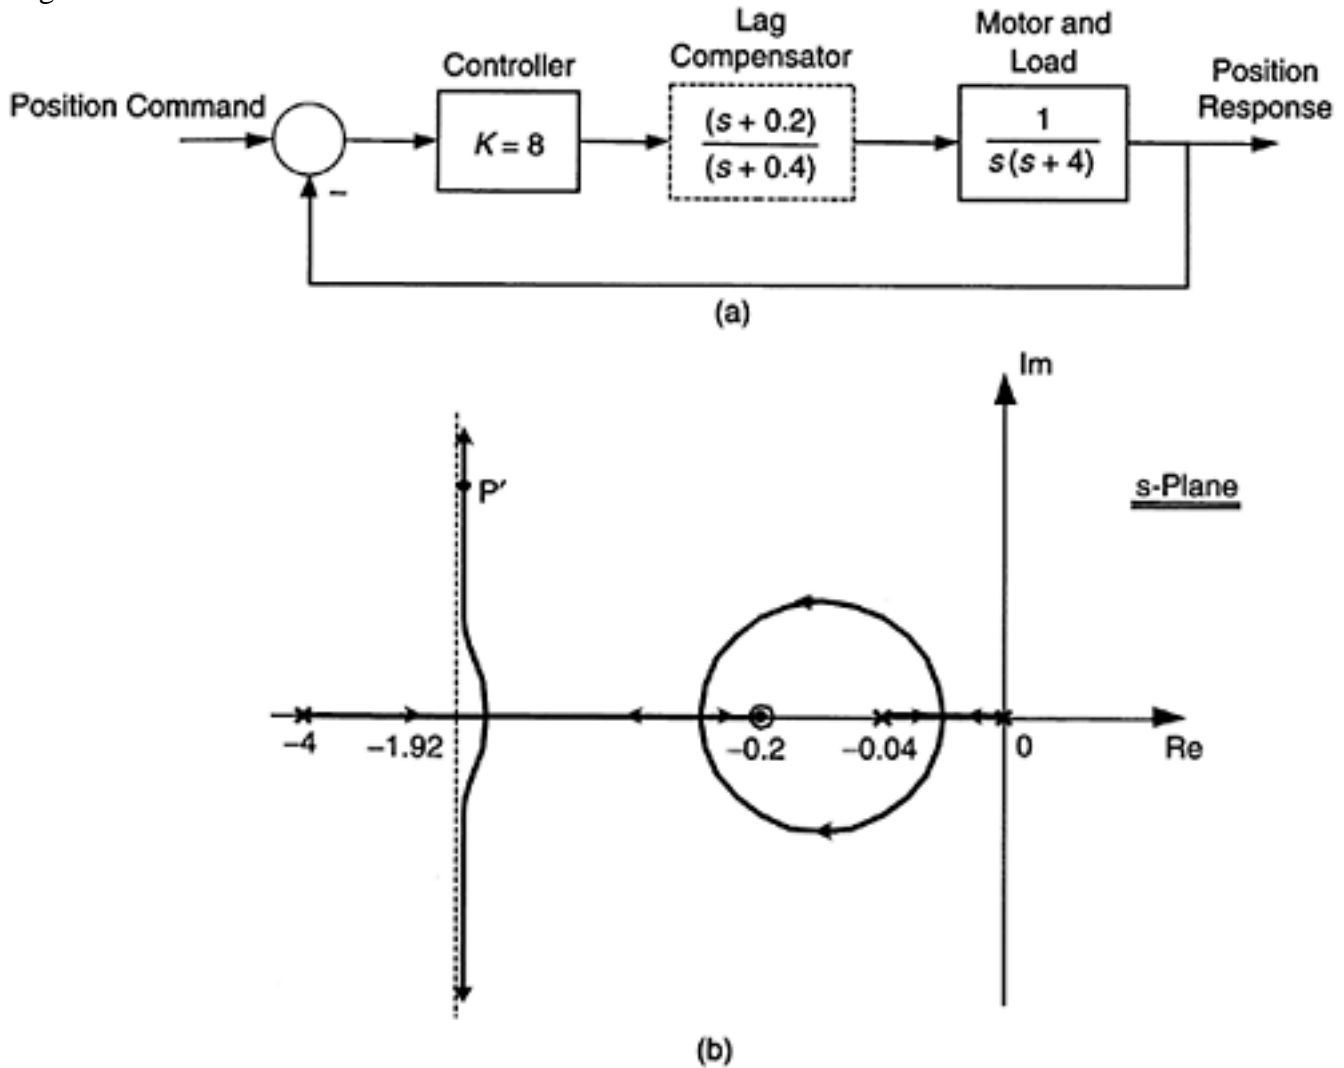 Lag
Compensator
Motor and
Load
Controller
Position
Response
Position Command
K = 8
(s + 0.2)
(s + 0.4)
1
s(s + 4)
−
(a)
Im
P′
s-Plane
−4
−1.92
−0.2
−0.04
0
Re
(b)